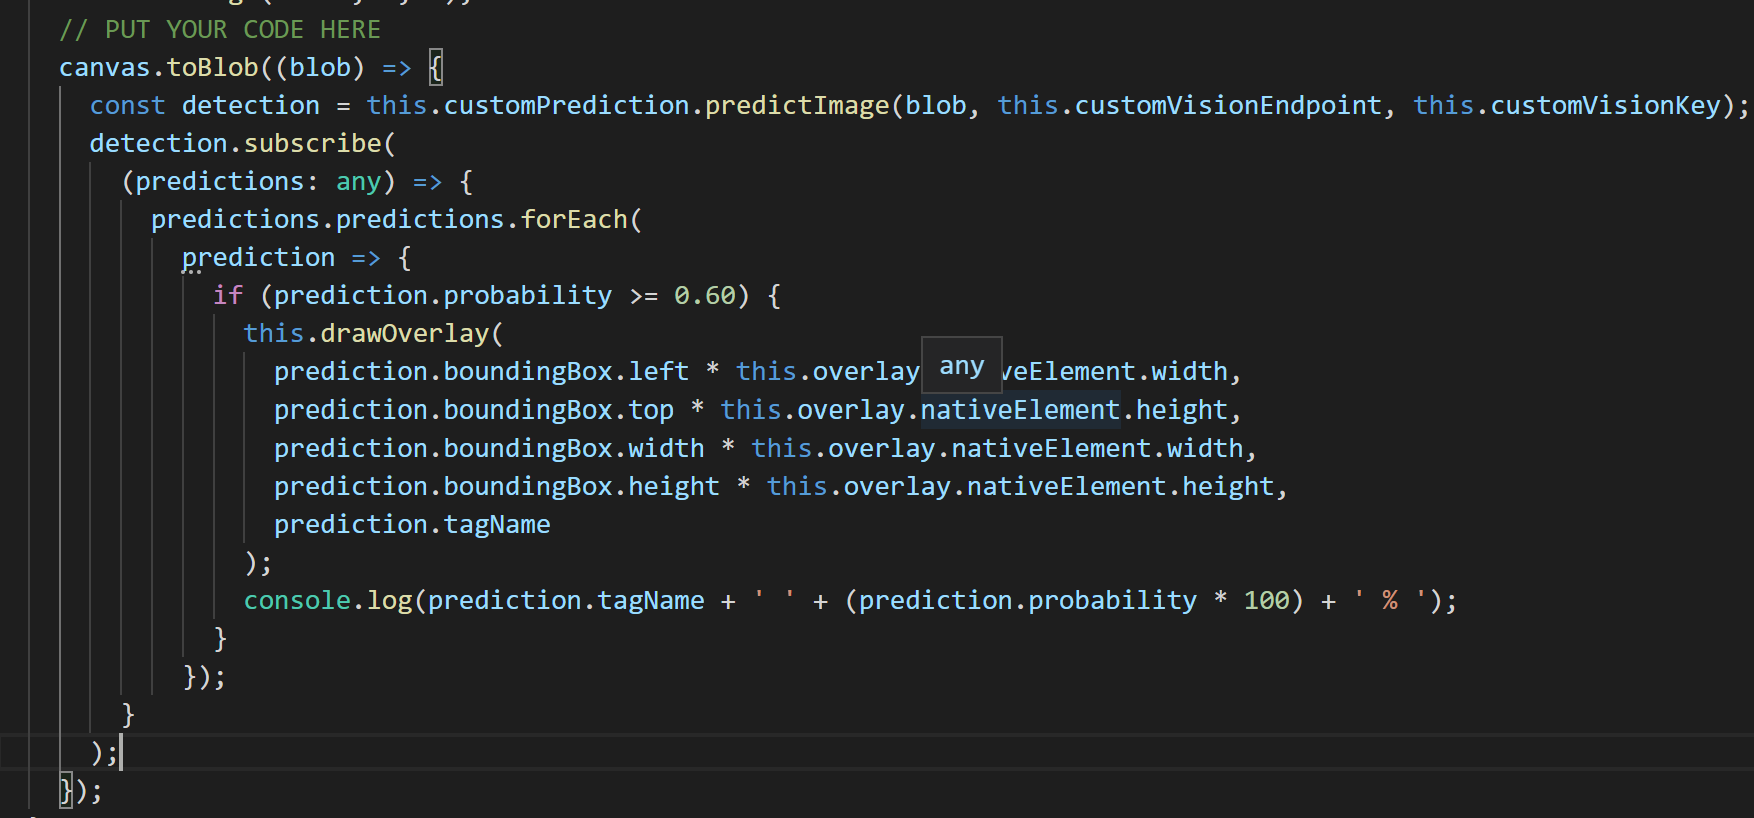 // PUT YOUR CODE HERE
canvas.toBlob((blob) => {
const detection = this.customPrediction.predictImage(blob, this.customVisionEndpoint, this.customVisionKey);
detection.subscribe(
(predictions: any) => {
predictions.predictions.forEach(
prediction => {
if (prediction.probability >= 0.60) {
this.drawOverlay(
prediction.boundingBox.left * this.overlay any veElement.width,
prediction.boundingBox.top * this.overlay.nativeElement.height,
prediction.boundingBox.width * this.overlay.nativeElement.width,
prediction.boundingBox.height * this.overlay.nativeElement.height,
prediction.tagName
);
console.log(prediction.tagName + ' ' + (prediction.probability * 100) + ' % ');
}
});
}
);
});